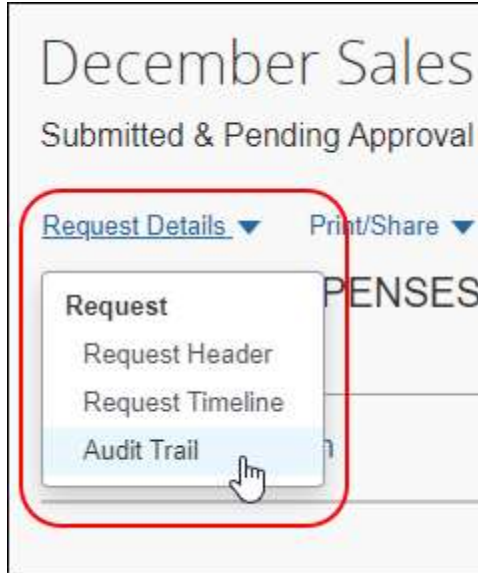 December Sales
Submitted & Pending Approval
Request Details Print/Share
PENSES
Request
Request Header
Request Timeline
Audit Trail